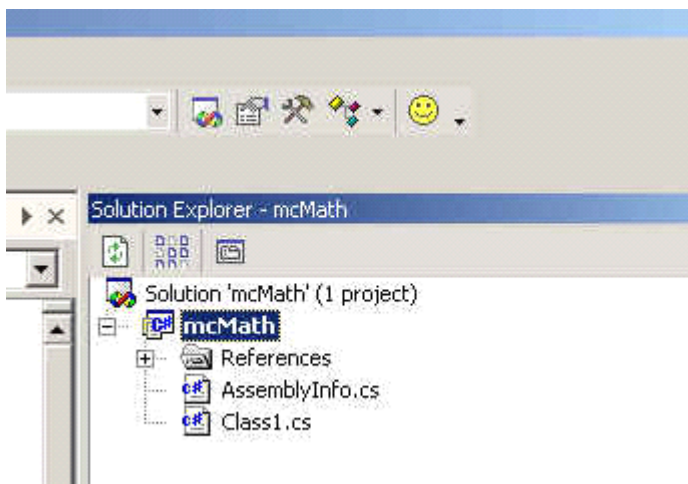 Solution Explorer - mcMath
Solution 'mcMath' (1 project)
mcMath
References
AssemblyInfo.cs
Class1.cs